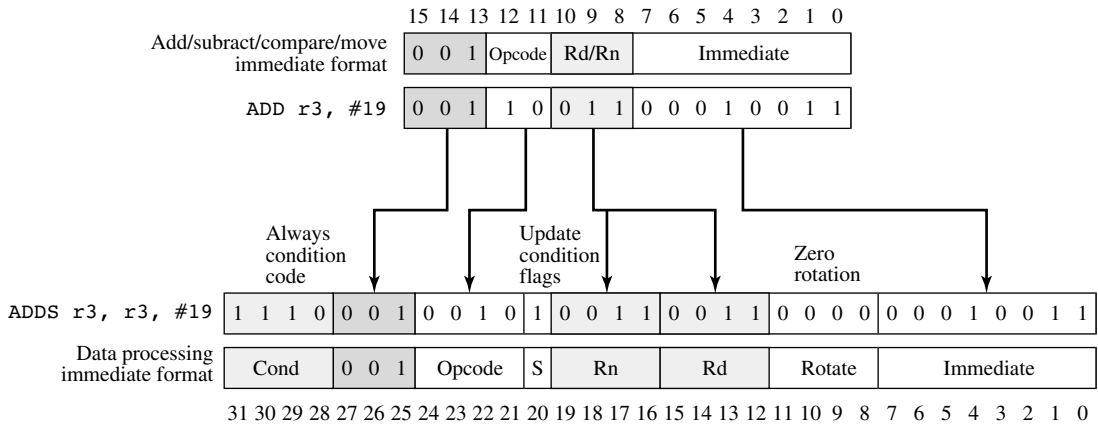 15 14 13 12 11 10 9 8 7 6 5 4 3 2 1 0
Add/subract/compare/move
immediate format
0 0 1 Opcode Rd/Rn Immediate
ADD r3, #19 0 0 1 1 0 0 1 1 0 0 0 1 0 0 1 1
Always
condition
code
Update
condition
flags
Zero
rotation
ADDS r3, r3, #19 1 1 1 0 0 0 1 0 0 1 0 1 0 0 1 1 0 0 1 1 0 0 0 0 0 0 0 1 0 0 1 1
Data processing
immediate format
Cond 0 0 1 Opcode S Rn Rd Rotate Immediate
31 30 29 28 27 26 25 24 23 22 21 20 19 18 17 16 15 14 13 12 11 10 9 8 7 6 5 4 3 2 1 0